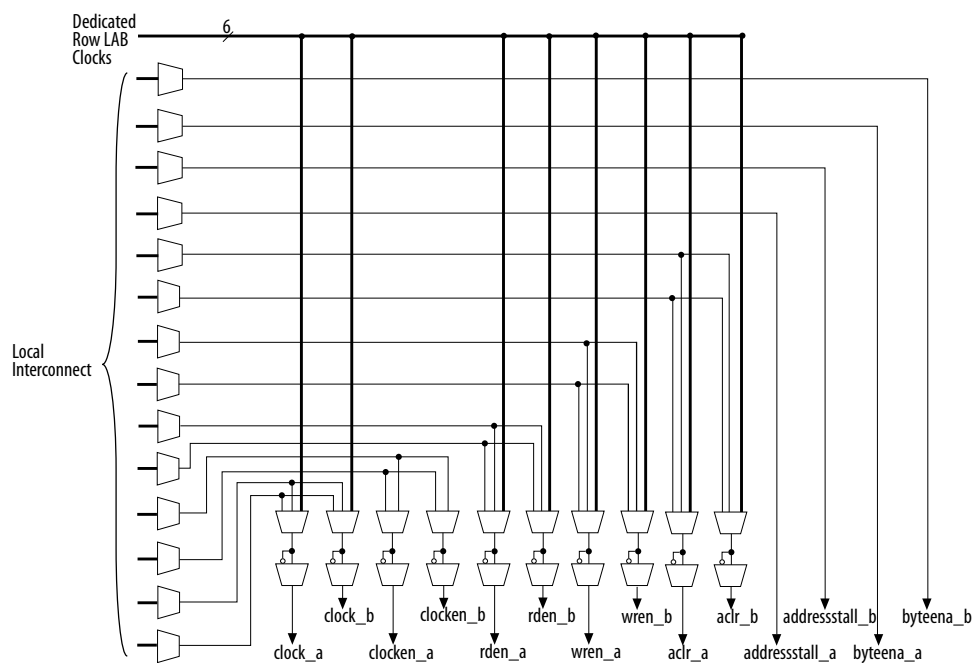 Dedicated
Row LAB
Clocks
6
Local
Interconnect
clock_b
clocken_b
rden_b
wren_b
aclr_b
addressstall_b
byteena_b
clock_a
clocken_a
rden_a
wren_a
aclr_a
addressstall_a
byteena_a